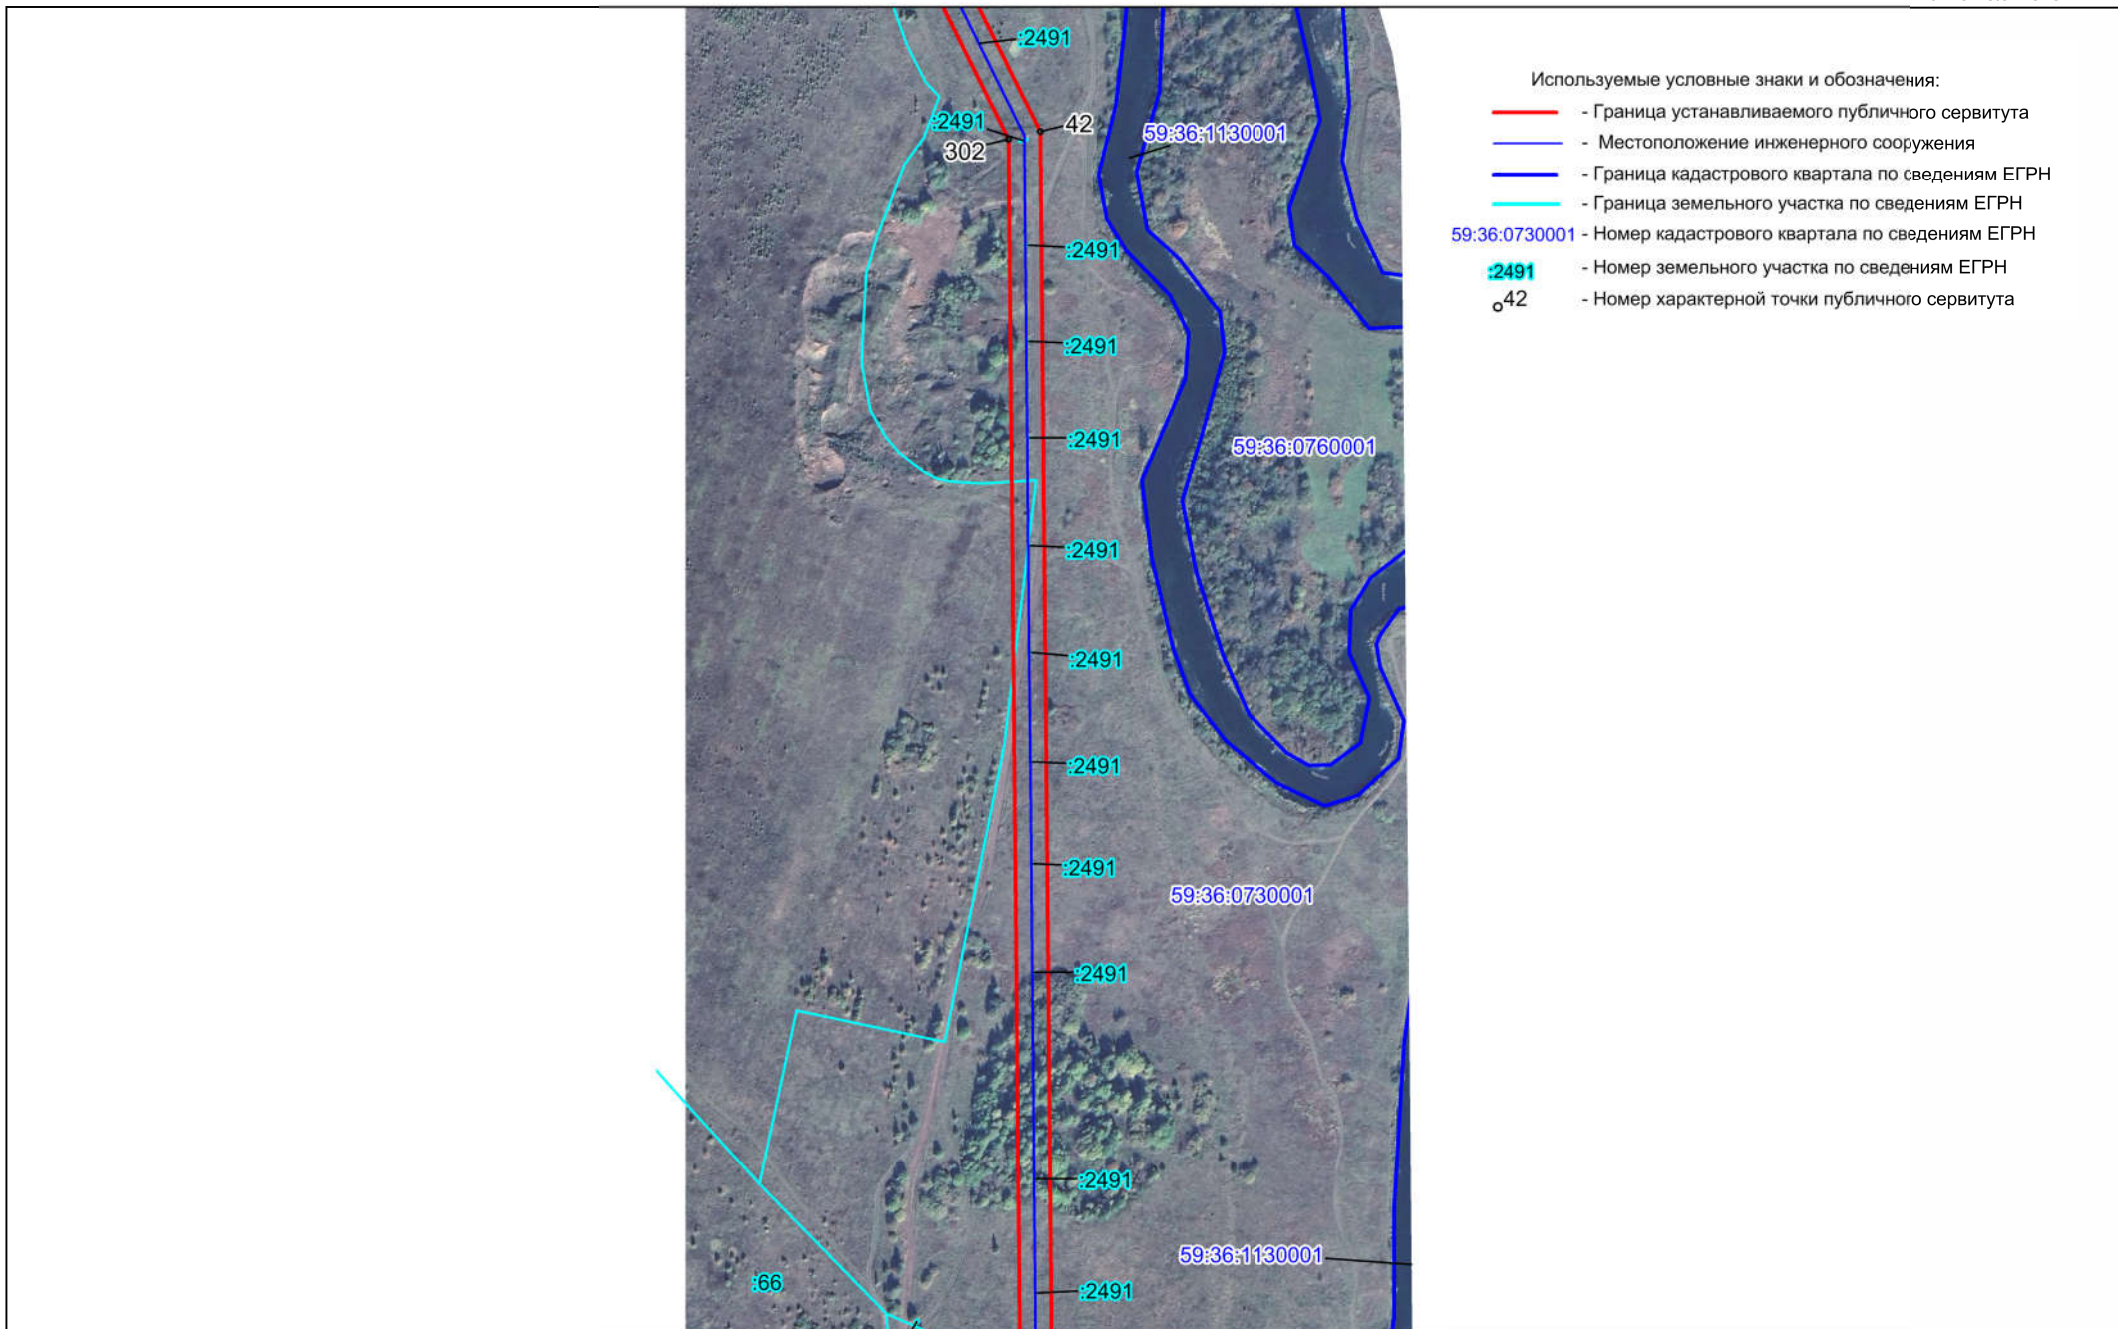 :2491
:2491
42
302
59:36:1130001
:2491
:2491
:2491
59:36:0760001
:2491
:2491
:2491
:2491
59:36:0730001
:2491
:2491
59:36:1130001
:66
:2491
Используемые условные знаки и обозначения:
- Граница устанавливаемого публичного сервитута
- Местоположение инженерного сооружения
- Граница кадастрового квартала по сведениям ЕГРН
- Граница земельного участка по сведениям ЕГРН
59:36:0730001 - Номер кадастрового квартала по сведениям ЕГРН
:2491 - Номер земельного участка по сведениям ЕГРН
42 - Номер характерной точки публичного сервитута